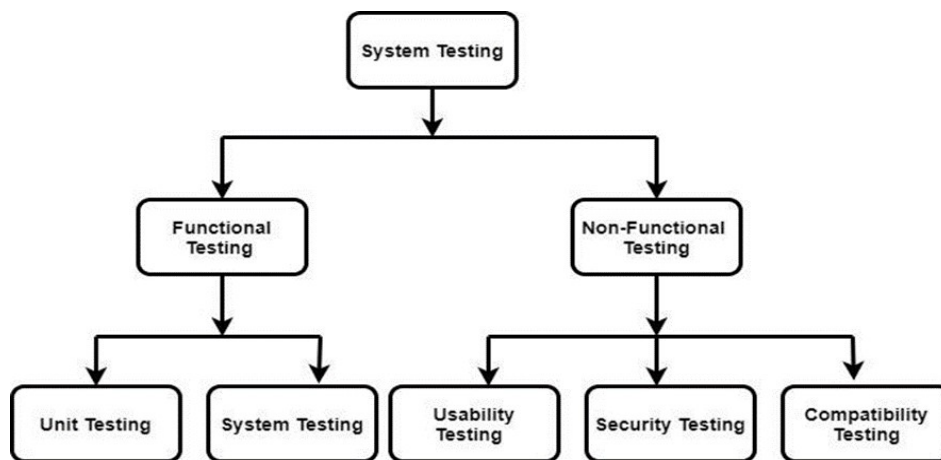 System Testing
Functional
Testing
Non-Functional
Testing
Unit Testing
System Testing
Usability
Testing
Security Testing
Compatibility
Testing